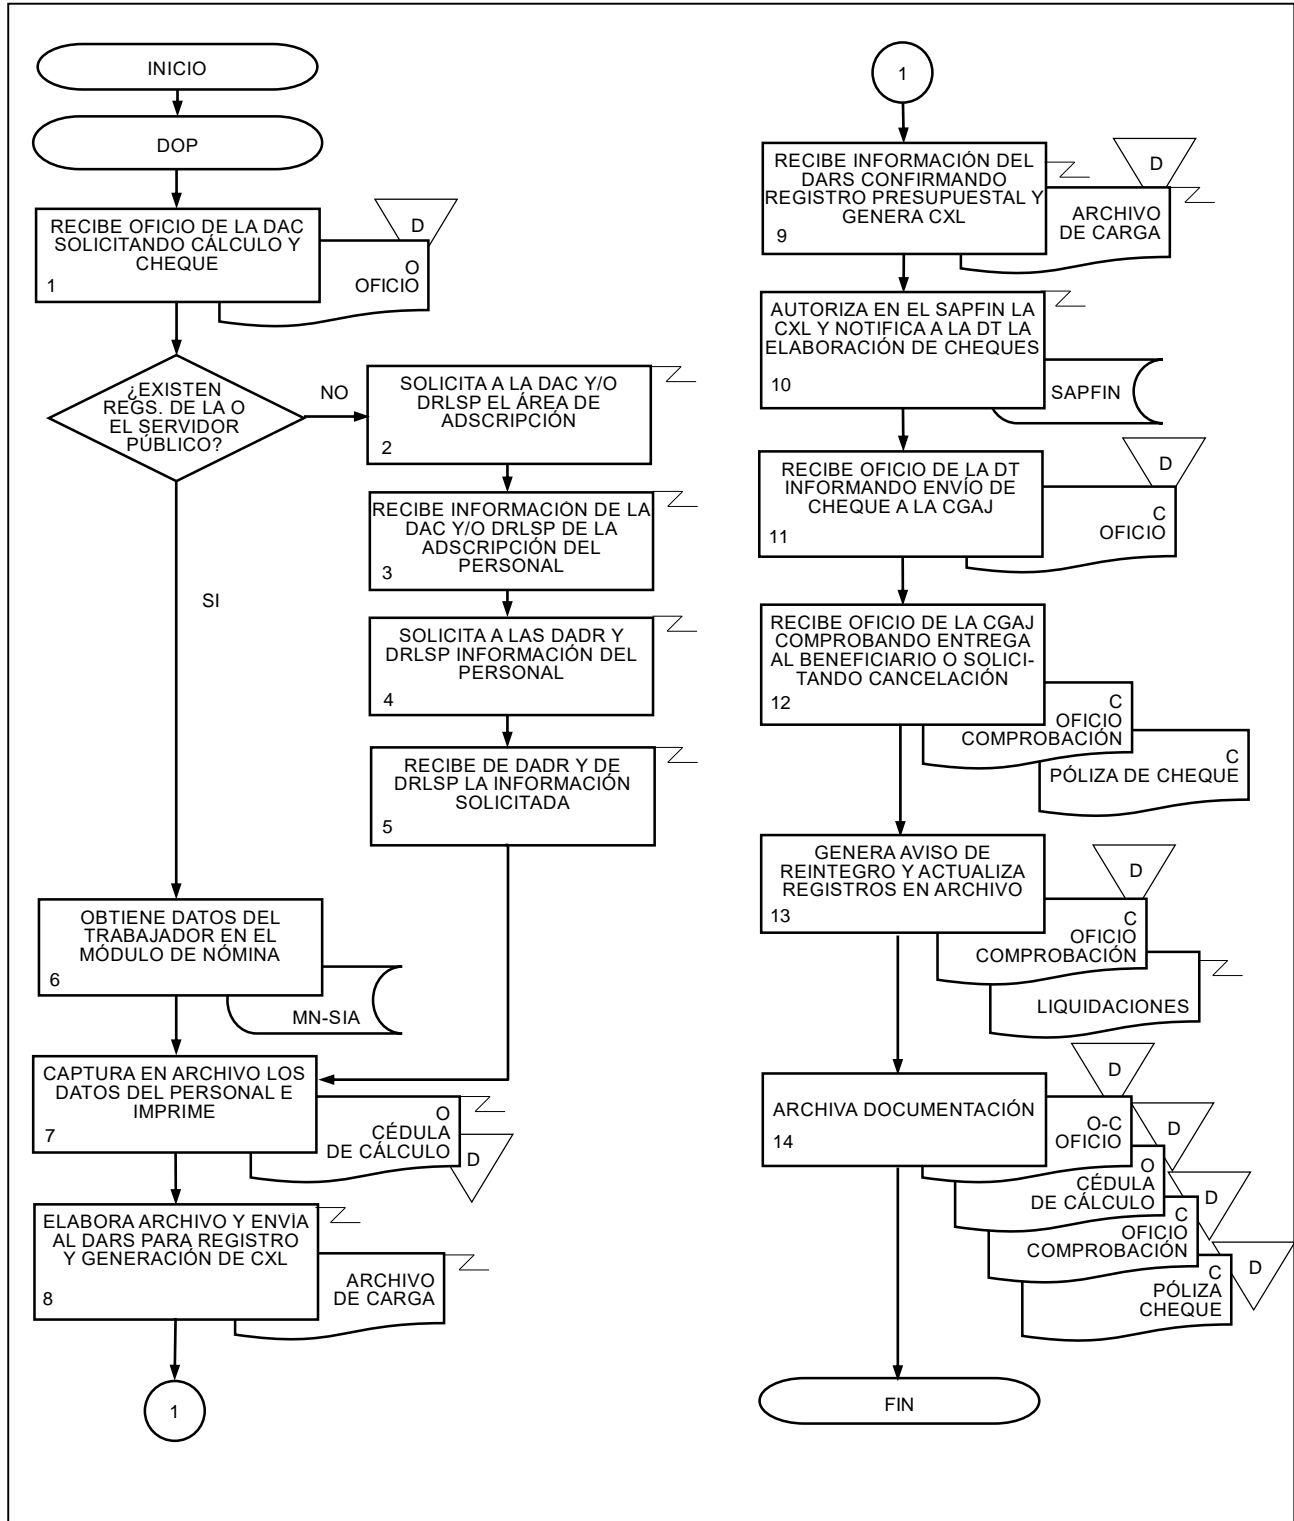 INICIO
DOP
RECIBE OFICIO DE LA DAC
SOLICITANDO CÁLCULO Y
CHEQUE
1
D
O
OFICIO
¿EXISTEN
REGS. DE LA O
EL SERVIDOR
PÚBLICO?
NO
SI
SOLICITA A LA DAC Y/O
DRLSP EL ÁREA DE
ADSCRIPCIÓN
2
RECIBE INFORMACIÓN DE LA
DAC Y/O DRLSP DE LA
ADSCRIPCIÓN DEL
PERSONAL
3
SOLICITA A LAS DADR Y
DRLSP INFORMACIÓN DEL
PERSONAL
4
RECIBE DE DADR Y DE
DRLSP LA INFORMACIÓN
SOLICITADA
5
OBTIENE DATOS DEL
TRABAJADOR EN EL
MÓDULO DE NÓMINA
6
MN-SIA
CAPTURA EN ARCHIVO LOS
DATOS DEL PERSONAL E
IMPRIME
7
O
CÉDULA
DE CÁLCULO
D
ELABORA ARCHIVO Y ENVÌA
AL DARS PARA REGISTRO
Y GENERACIÓN DE CXL
8
ARCHIVO
DE CARGA
1
1
RECIBE INFORMACIÓN DEL
DARS CONFIRMANDO
REGISTRO PRESUPUESTAL Y
GENERA CXL
9
D
ARCHIVO
DE CARGA
AUTORIZA EN EL SAPFIN LA
CXL Y NOTIFICA A LA DT LA
ELABORACIÓN DE CHEQUES
10
SAPFIN
RECIBE OFICIO DE LA DT
INFORMANDO ENVÍO DE
CHEQUE A LA CGAJ
11
D
C
OFICIO
RECIBE OFICIO DE LA CGAJ
COMPROBANDO ENTREGA
AL BENEFICIARIO O SOLICI-
TANDO CANCELACIÓN
12
C
OFICIO
COMPROBACIÓN
C
PÓLIZA DE CHEQUE
GENERA AVISO DE
REINTEGRO Y ACTUALIZA
REGISTROS EN ARCHIVO
13
D
C
OFICIO
COMPROBACIÓN
LIQUIDACIONES
ARCHIVA DOCUMENTACIÓN
14
D
O-C
OFICIO
D
O
CÉDULA
DE CÁLCULO
D
C
OFICIO
COMPROBACIÓN
D
C
PÓLIZA
CHEQUE
FIN